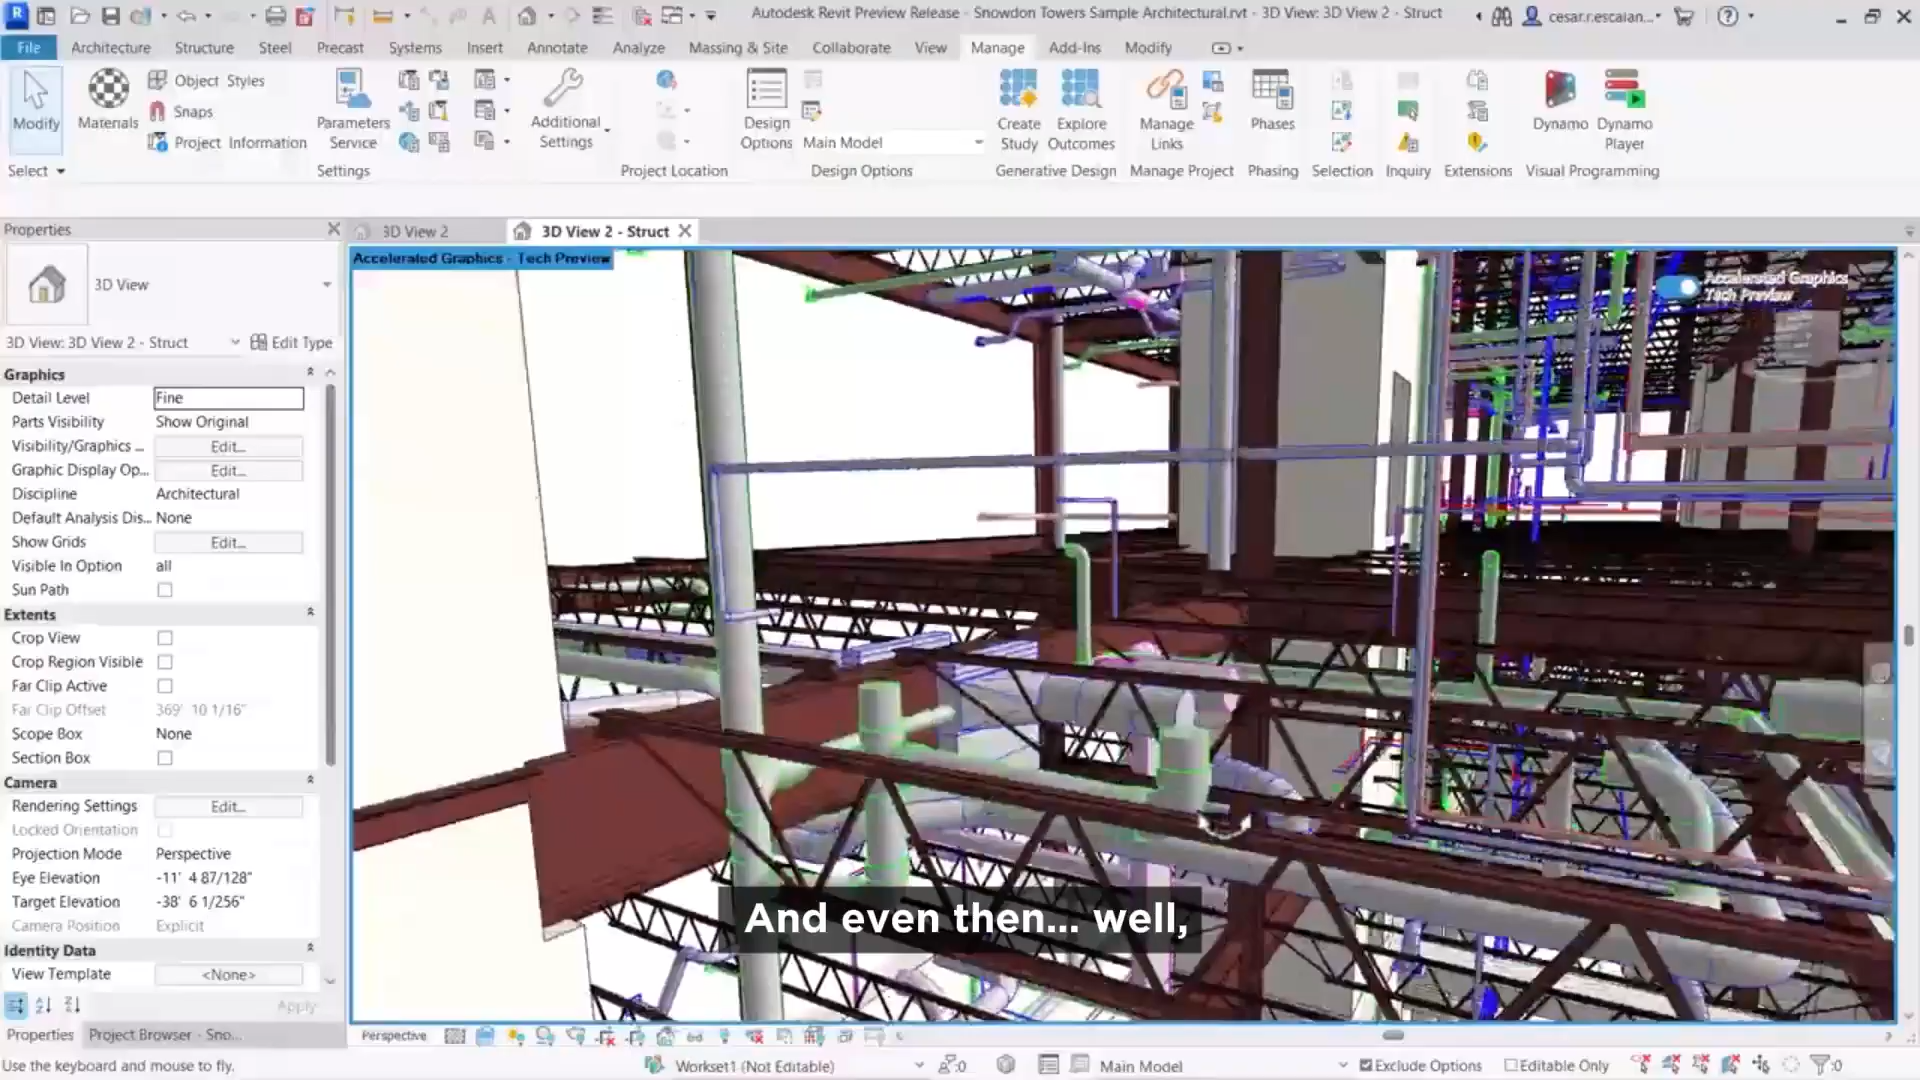 Autodesk Revit Preview Release - Snowdon Towers Sample Architectural.rvt - 3D View: 3D View 2 - Struct
cesar.r.escalan...
File Architecture Structure Steel Precast Systems Insert Annotate Analyze Massing & Site Collaborate View Manage Add-Ins Modify
Modify
Materials
Object Styles
Snaps
Project Information
Parameters Service
Additional Settings
Design Options
Main Model
Create Study
Explore Outcomes
Manage Links
Phases
Dynamo
Dynamo Player
Select
Settings
Project Location
Design Options
Generative Design
Manage Project
Phasing
Selection
Inquiry
Extensions
Visual Programming
Properties
3D View 2
3D View 2 - Struct
3D View
3D View: 3D View 2 - Struct
Edit Type
Graphics
Detail Level Fine
Parts Visibility Show Original
Visibility/Graphics ... Edit...
Graphic Display Op... Edit...
Discipline Architectural
Default Analysis Dis... None
Show Grids Edit...
Visible In Option all
Sun Path
Extents
Crop View
Crop Region Visible
Far Clip Active
Far Clip Offset 369' 10 1/16"
Scope Box None
Section Box
Camera
Rendering Settings Edit...
Locked Orientation
Projection Mode Perspective
Eye Elevation -11' 4 87/128"
Target Elevation -38' 6 1/256"
Camera Position Explicit
Identity Data
View Template <None>
Apply
Properties Project Browser - Sno...
Accelerated Graphics - Tech Preview
Accelerated Graphics
Tech Preview
And even then... well,
Perspective
Use the keyboard and mouse to fly.
Workset1 (Not Editable)
:0
Main Model
Exclude Options
Editable Only
:0